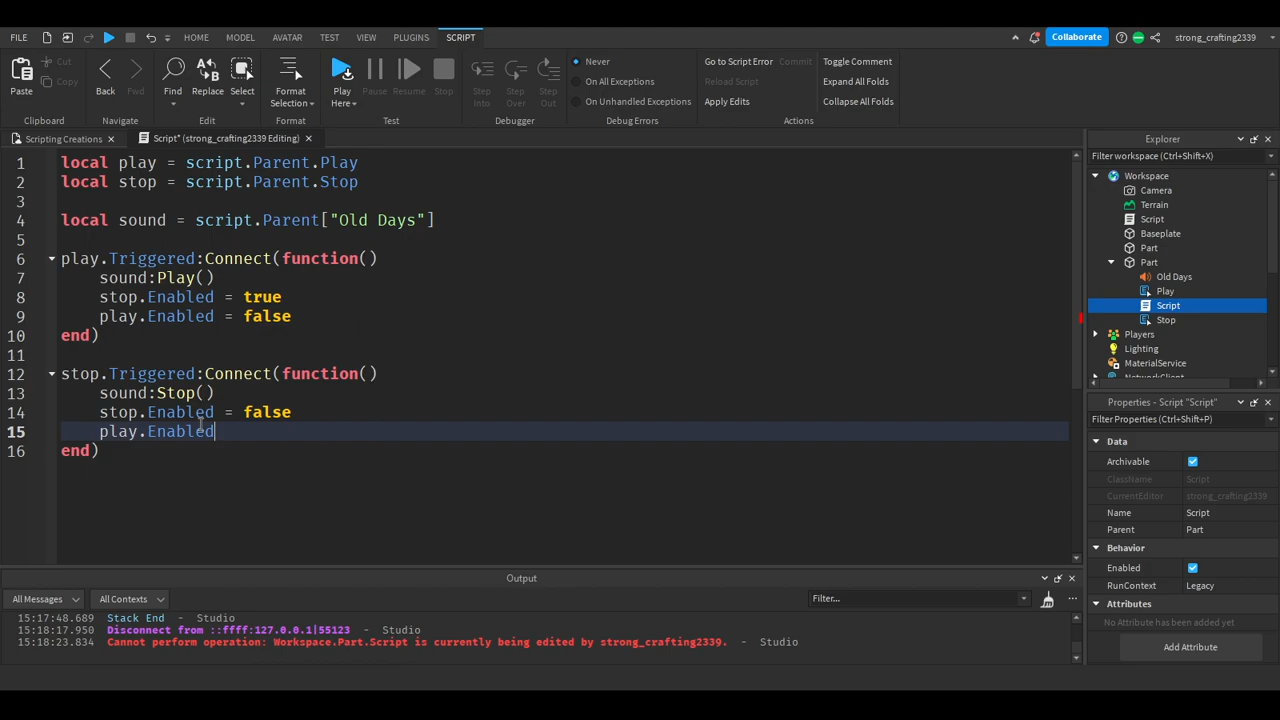 FILE HOME MODEL AVATAR TEST VIEW PLUGINS SCRIPT Collaborate strong_crafting2339
Paste Cut Copy Back Fwd Find Replace Select Format Selection Play Here Pause Resume Stop Step Into Step Over Step Out Never On All Exceptions On Unhandled Exceptions Go to Script Error Commit Reload Script Apply Edits Toggle Comment Expand All Folds Collapse All Folds
Clipboard Navigate Edit Format Test Debugger Debug Errors Actions
Scripting Creations Script* (strong_crafting2339 Editing)
1 local play = script.Parent.Play
2 local stop = script.Parent.Stop
3
4 local sound = script.Parent["Old Days"]
5
6 play.Triggered:Connect(function()
7 sound:Play()
8 stop.Enabled = true
9 play.Enabled = false
10 end)
11
12 stop.Triggered:Connect(function()
13 sound:Stop()
14 stop.Enabled = false
15 play.Enabled
16 end)
Explorer
Filter workspace (Ctrl+Shift+X)
Workspace
Camera
Terrain
Script
Baseplate
Part
Part
Old Days
Play
Script
Stop
Players
Lighting
MaterialService
NetworkClient
Properties - Script "Script"
Filter Properties (Ctrl+Shift+P)
Data
Archivable
ClassName Script
CurrentEditor strong_crafting2339
Name Script
Parent Part
Behavior
Enabled
RunContext Legacy
Attributes
No Attribute has been added yet
Add Attribute
Output
All Messages All Contexts Filter...
15:17:48.689 Stack End - Studio
15:18:17.950 Disconnect from ::ffff:127.0.0.1|55123 - Studio
15:18:23.834 Cannot perform operation: Workspace.Part.Script is currently being edited by strong_crafting2339. - Studio